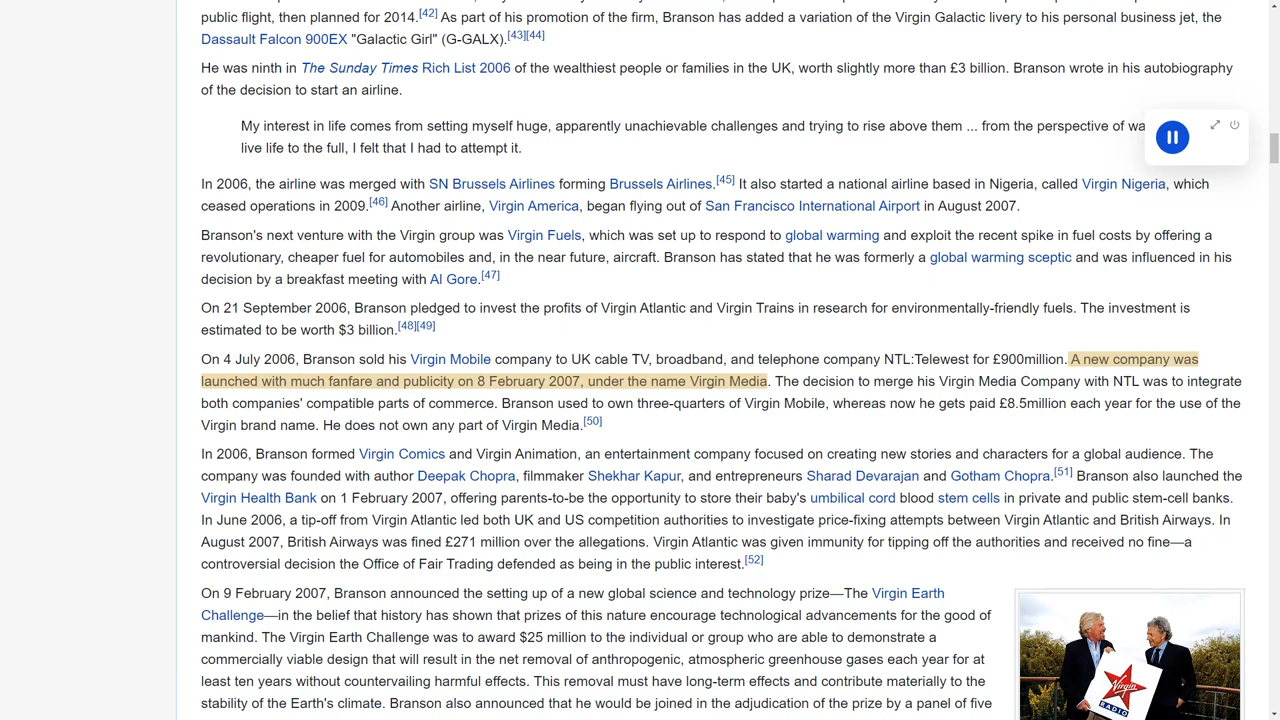 public flight, then planned for 2014.[42] As part of his promotion of the firm, Branson has added a variation of the Virgin Galactic livery to his personal business jet, the
Dassault Falcon 900EX "Galactic Girl" (G-GALX).[43][44]
He was ninth in The Sunday Times Rich List 2006 of the wealthiest people or families in the UK, worth slightly more than £3 billion. Branson wrote in his autobiography
of the decision to start an airline.
My interest in life comes from setting myself huge, apparently unachievable challenges and trying to rise above them ... from the perspective of
live life to the full, I felt that I had to attempt it.
In 2006, the airline was merged with SN Brussels Airlines forming Brussels Airlines.[45] It also started a national airline based in Nigeria, called Virgin Nigeria, which
ceased operations in 2009.[46] Another airline, Virgin America, began flying out of San Francisco International Airport in August 2007.
Branson's next venture with the Virgin group was Virgin Fuels, which was set up to respond to global warming and exploit the recent spike in fuel costs by offering a
revolutionary, cheaper fuel for automobiles and, in the near future, aircraft. Branson has stated that he was formerly a global warming sceptic and was influenced in his
decision by a breakfast meeting with Al Gore.[47]
On 21 September 2006, Branson pledged to invest the profits of Virgin Atlantic and Virgin Trains in research for environmentally-friendly fuels. The investment is
estimated to be worth $3 billion.[48][49]
On 4 July 2006, Branson sold his Virgin Mobile company to UK cable TV, broadband, and telephone company NTL:Telewest for £900million. A new company was
launched with much fanfare and publicity on 8 February 2007, under the name Virgin Media. The decision to merge his Virgin Media Company with NTL was to integrate
both companies' compatible parts of commerce. Branson used to own three-quarters of Virgin Mobile, whereas now he gets paid £8.5million each year for the use of the
Virgin brand name. He does not own any part of Virgin Media.[50]
In 2006, Branson formed Virgin Comics and Virgin Animation, an entertainment company focused on creating new stories and characters for a global audience. The
company was founded with author Deepak Chopra, filmmaker Shekhar Kapur, and entrepreneurs Sharad Devarajan and Gotham Chopra.[51] Branson also launched the
Virgin Health Bank on 1 February 2007, offering parents-to-be the opportunity to store their baby's umbilical cord blood stem cells in private and public stem-cell banks.
In June 2006, a tip-off from Virgin Atlantic led both UK and US competition authorities to investigate price-fixing attempts between Virgin Atlantic and British Airways. In
August 2007, British Airways was fined £271 million over the allegations. Virgin Atlantic was given immunity for tipping off the authorities and received no fine—a
controversial decision the Office of Fair Trading defended as being in the public interest.[52]
On 9 February 2007, Branson announced the setting up of a new global science and technology prize—The Virgin Earth
Challenge—in the belief that history has shown that prizes of this nature encourage technological advancements for the good of
mankind. The Virgin Earth Challenge was to award $25 million to the individual or group who are able to demonstrate a
commercially viable design that will result in the net removal of anthropogenic, atmospheric greenhouse gases each year for at
least ten years without countervailing harmful effects. This removal must have long-term effects and contribute materially to the
stability of the Earth's climate. Branson also announced that he would be joined in the adjudication of the prize by a panel of five
Virgin
RADIO